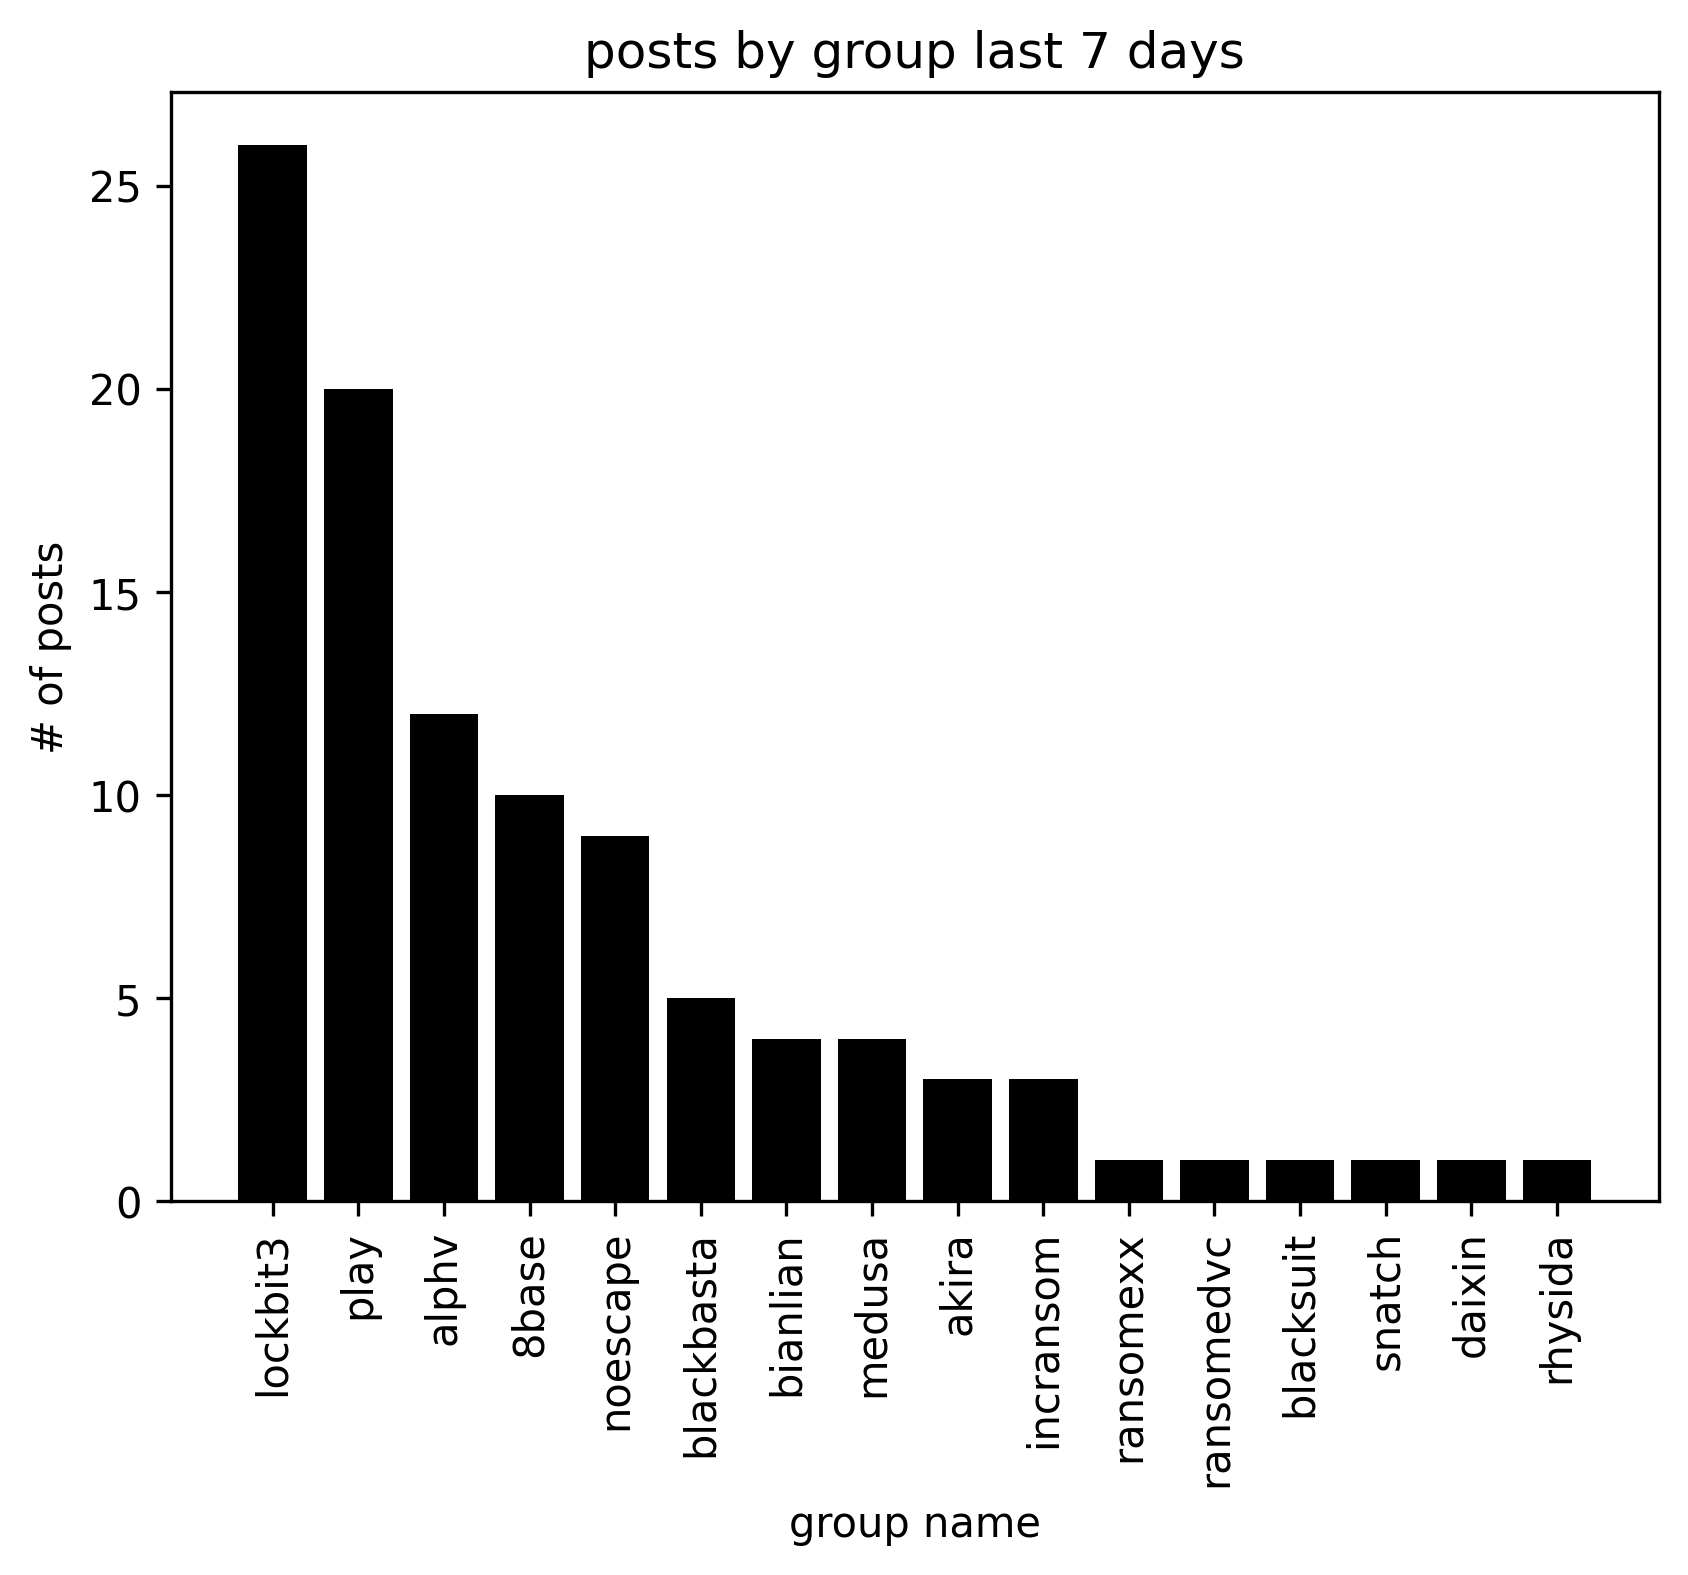 posts by group last 7 days
# of posts
25
20
15
10
5
0
lockbit3
play
alphv
8base
noescape
blackbasta
bianlian
medusa
akira
incransom
ransomexx
ransomedvc
blacksuit
snatch
daixin
rhysida
group name